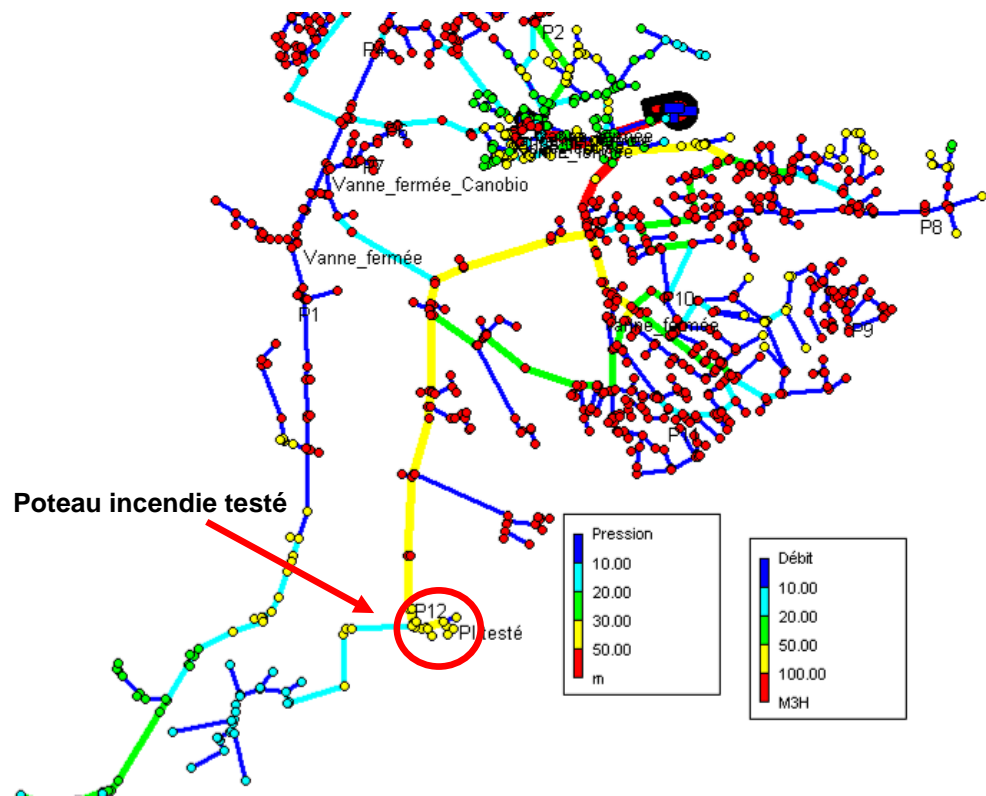 P2
P4
Vanne_fermée
P7
Vanne_fermée_Canobio
P8
Vanne_fermée
P10
P1
Vanne_fermée
P9
Poteau incendie testé
Pression
10.00
20.00
30.00
50.00
m
Débit
10.00
20.00
50.00
100.00
M3H
P12
PI testé